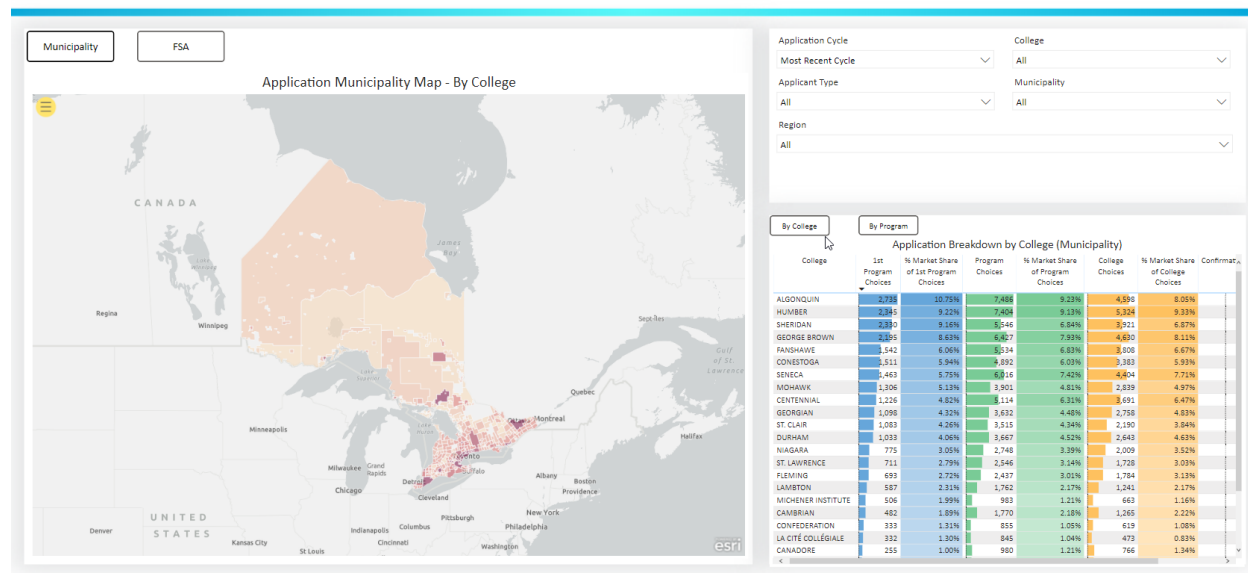 Municipality
FSA
Application Municipality Map - By College
CANADA
Lake
Winnipeg
James
Bay
Regina
Winnipeg
Sept-Îles
Gulf
of St.
Lawrence
Lake
Superior
Quebec
Ottawa Montreal
Minneapolis
Lake
Huron
Halifax
Toronto
Milwaukee
Grand
Rapids
Detroit
Buffalo
Albany
Boston
Chicago
Cleveland
Providence
UNITED
STATES
New York
Pittsburgh
Philadelphia
Denver
Indianapolis
Columbus
Kansas City
Cincinnati
St Louis
Washington
esri
Application Cycle
College
Most Recent Cycle
All
Applicant Type
Municipality
All
All
Region
All
By College
By Program
Application Breakdown by College (Municipality)
College 1st Program Choices % Market Share of 1st Program Choices Program Choices % Market Share of Program Choices College Choices % Market Share of College Choices Confirmat
ALGONQUIN 2,735 10.75% 7,486 9.23% 4,598 8.05%
HUMBER 2,345 9.22% 7,404 9.13% 5,324 9.33%
SHERIDAN 2,330 9.16% 5,546 6.84% 3,921 6.87%
GEORGE BROWN 2,195 8.63% 6,427 7.93% 4,630 8.11%
FANSHAWE 1,542 6.06% 5,534 6.83% 3,808 6.67%
CONESTOGA 1,511 5.94% 4,892 6.03% 3,383 5.93%
SENECA 1,463 5.75% 6,016 7.42% 4,404 7.71%
MOHAWK 1,306 5.13% 3,901 4.81% 2,839 4.97%
CENTENNIAL 1,226 4.82% 5,114 6.31% 3,691 6.47%
GEORGIAN 1,098 4.32% 3,632 4.48% 2,758 4.83%
ST. CLAIR 1,083 4.26% 3,515 4.34% 2,190 3.84%
DURHAM 1,033 4.06% 3,667 4.52% 2,643 4.63%
NIAGARA 775 3.05% 2,748 3.39% 2,009 3.52%
ST. LAWRENCE 711 2.79% 2,546 3.14% 1,728 3.03%
FLEMING 693 2.72% 2,437 3.01% 1,784 3.13%
LAMBTON 587 2.31% 1,762 2.17% 1,241 2.17%
MICHENER INSTITUTE 506 1.99% 983 1.21% 663 1.16%
CAMBRIAN 482 1.89% 1,770 2.18% 1,265 2.22%
CONFEDERATION 333 1.31% 855 1.05% 619 1.08%
LA CITÉ COLLÉGIALE 332 1.30% 845 1.04% 473 0.83%
CANADORE 255 1.00% 980 1.21% 766 1.34%